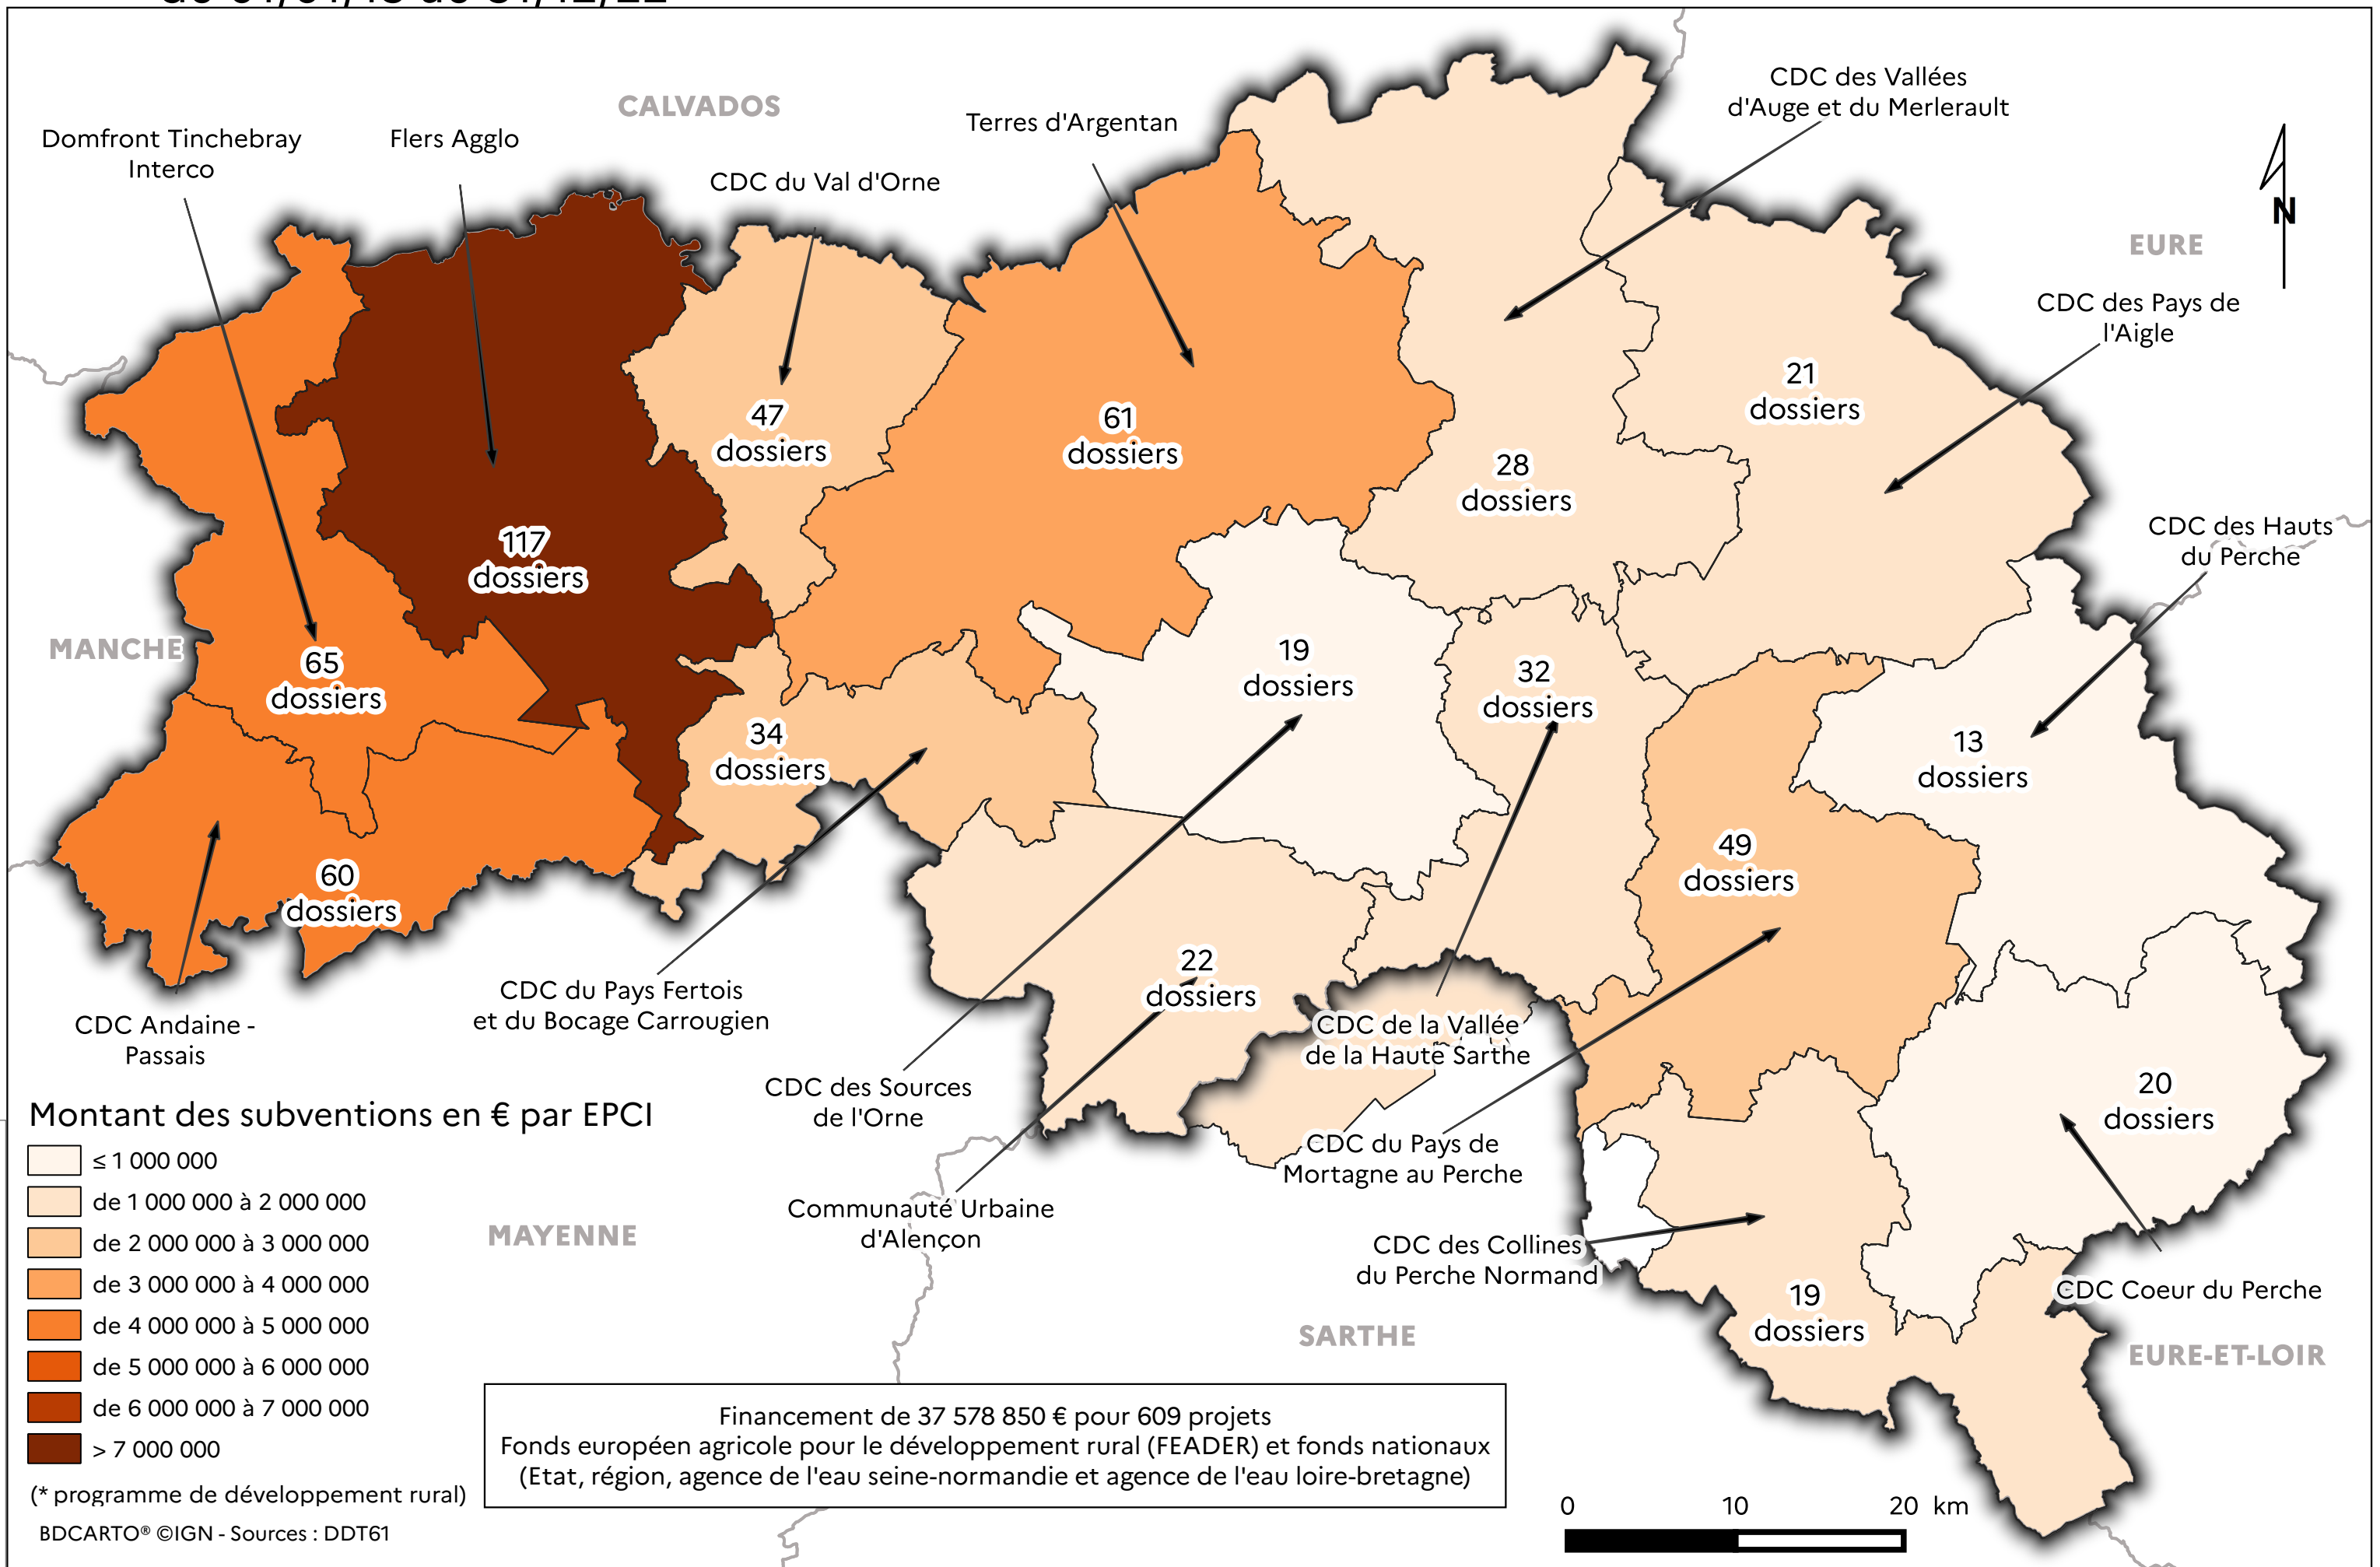 CALVADOS
Domfront Tinchebray
Interco
Flers Agglo
CDC du Val d'Orne
Terres d'Argentan
CDC des Vallées
d'Auge et du Merlerault
N
EURE
CDC des Pays de
l'Aigle
21
dossiers
47
dossiers
61
dossiers
28
dossiers
CDC des Hauts
du Perche
117
dossiers
MANCHE
65
dossiers
19
dossiers
32
dossiers
34
dossiers
13
dossiers
49
dossiers
60
dossiers
22
dossiers
CDC du Pays Fertois
et du Bocage Carrougien
CDC Andaine -
Passais
CDC de la Vallée
de la Haute Sarthe
CDC des Sources
de l'Orne
20
dossiers
CDC du Pays de
Mortagne au Perche
Communauté Urbaine
d'Alençon
MAYENNE
CDC des Collines
du Perche Normand
19
dossiers
CDC Coeur du Perche
SARTHE
EURE-ET-LOIR
Montant des subventions en € par EPCI
≤ 1 000 000
de 1 000 000 à 2 000 000
de 2 000 000 à 3 000 000
de 3 000 000 à 4 000 000
de 4 000 000 à 5 000 000
de 5 000 000 à 6 000 000
de 6 000 000 à 7 000 000
> 7 000 000
(* programme de développement rural)
BDCARTO® ©IGN - Sources : DDT61
Financement de 37 578 850 € pour 609 projets
Fonds européen agricole pour le développement rural (FEADER) et fonds nationaux
(Etat, région, agence de l'eau seine-normandie et agence de l'eau loire-bretagne)
0 10 20 km